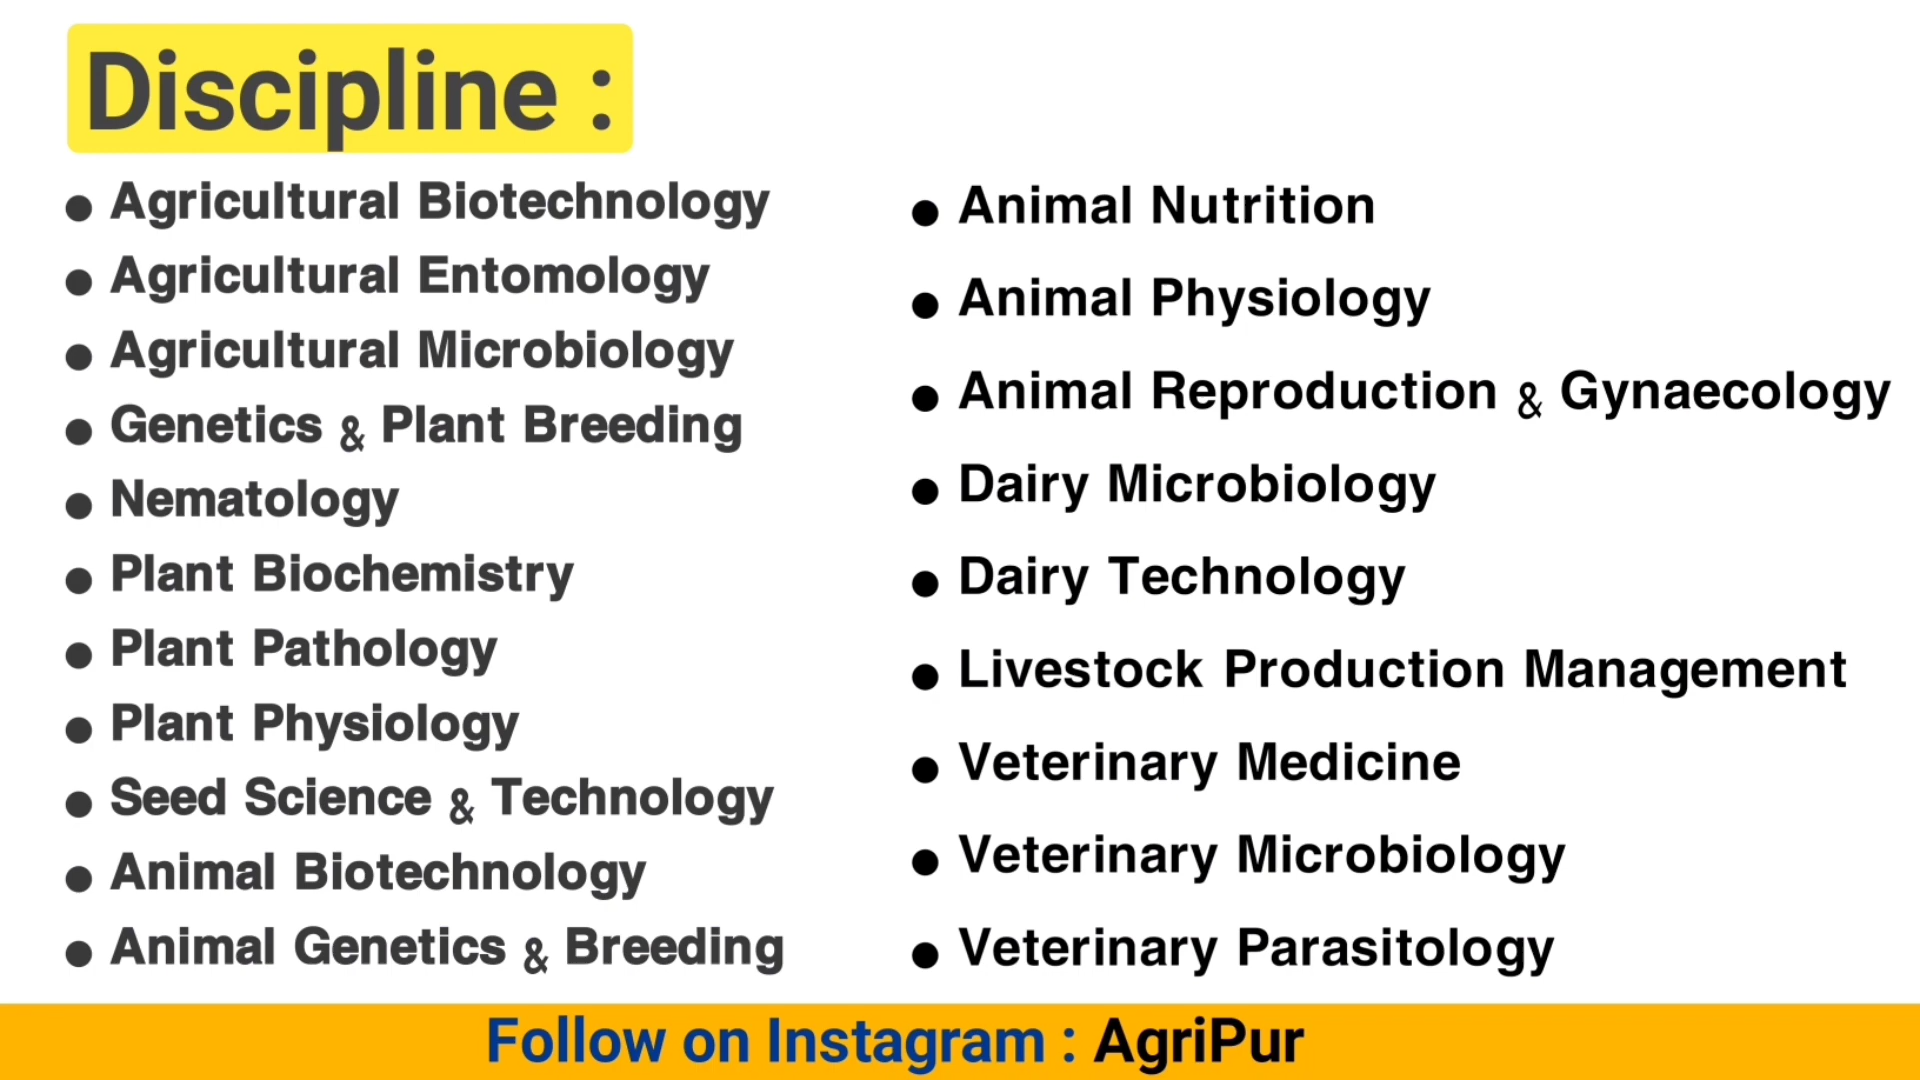 Discipline :
● Agricultural Biotechnology
● Agricultural Entomology
● Agricultural Microbiology
● Genetics & Plant Breeding
● Nematology
● Plant Biochemistry
● Plant Pathology
● Plant Physiology
● Seed Science & Technology
● Animal Biotechnology
● Animal Genetics & Breeding
● Animal Nutrition
● Animal Physiology
● Animal Reproduction & Gynaecology
● Dairy Microbiology
● Dairy Technology
● Livestock Production Management
● Veterinary Medicine
● Veterinary Microbiology
● Veterinary Parasitology
Follow on Instagram : AgriPur